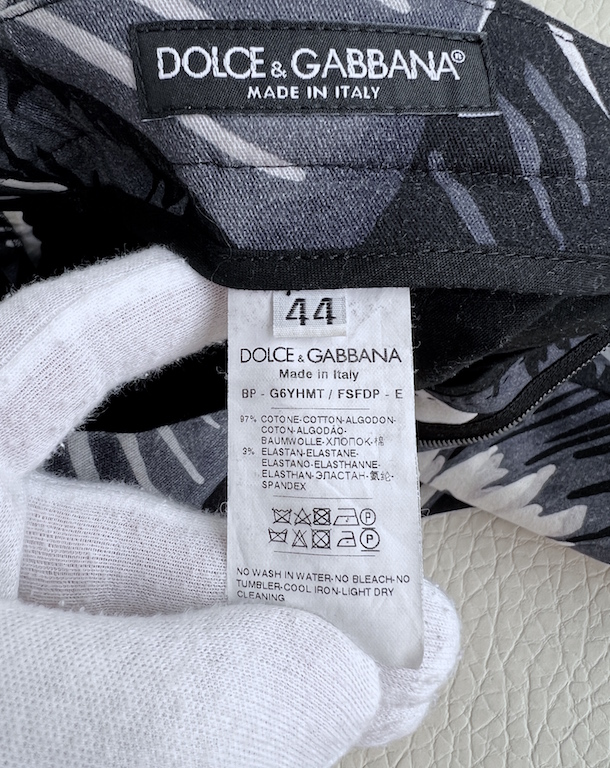 DOLCE & GABBANA®
MADE IN ITALY
44
DOLCE & GABBANA
Made in Italy
BP - G6YHMT / FSFDP - E
97% COTONE-COTTON-ALGODON-
COTON-ALGODÃO-
BAUMWOLLE-ХЛОПОК-棉
3% ELASTAN-ELASTANE-
ELASTANO-ELASTHANNE-
ELASTHAN-ЭЛАСТАН-氨纶-
SPANDEX
P
P
NO WASH IN WATER-NO BLEACH-NO
TUMBLER-COOL IRON-LIGHT DRY
CLEANING